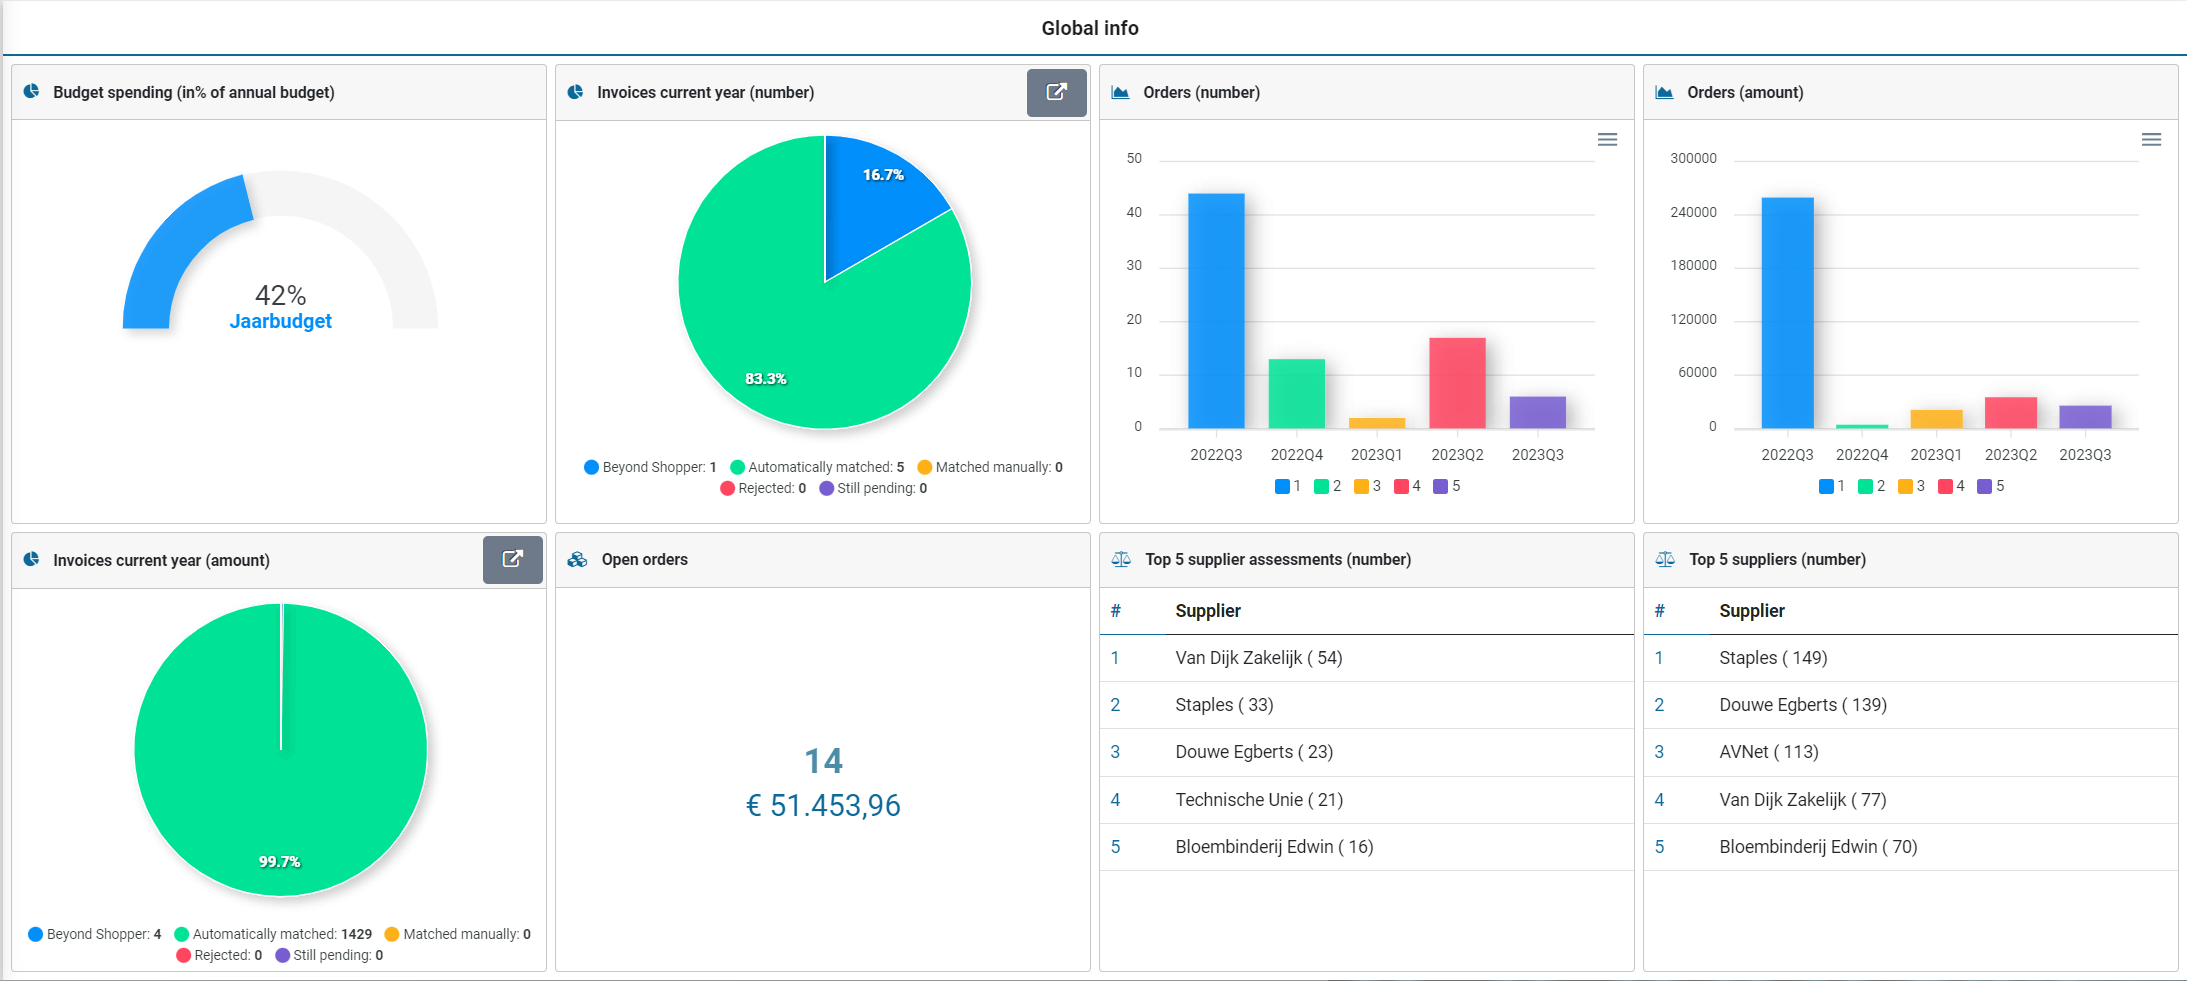 Global info
Budget spending (in% of annual budget)
42%
Jaarbudget
Invoices current year (number)
16.7%
83.3%
Beyond Shopper: 1 Automatically matched: 5 Matched manually: 0
Rejected: 0 Still pending: 0
Orders (number)
50
40
30
20
10
0
2022Q3 2022Q4 2023Q1 2023Q2 2023Q3
1 2 3 4 5
Orders (amount)
300000
240000
180000
120000
60000
0
2022Q3 2022Q4 2023Q1 2023Q2 2023Q3
1 2 3 4 5
Invoices current year (amount)
99.7%
Beyond Shopper: 4 Automatically matched: 1429 Matched manually: 0
Rejected: 0 Still pending: 0
Open orders
14
€ 51.453,96
Top 5 supplier assessments (number)
# Supplier
1 Van Dijk Zakelijk ( 54)
2 Staples ( 33)
3 Douwe Egberts ( 23)
4 Technische Unie ( 21)
5 Bloembinderij Edwin ( 16)
Top 5 suppliers (number)
# Supplier
1 Staples ( 149)
2 Douwe Egberts ( 139)
3 AVNet ( 113)
4 Van Dijk Zakelijk ( 77)
5 Bloembinderij Edwin ( 70)